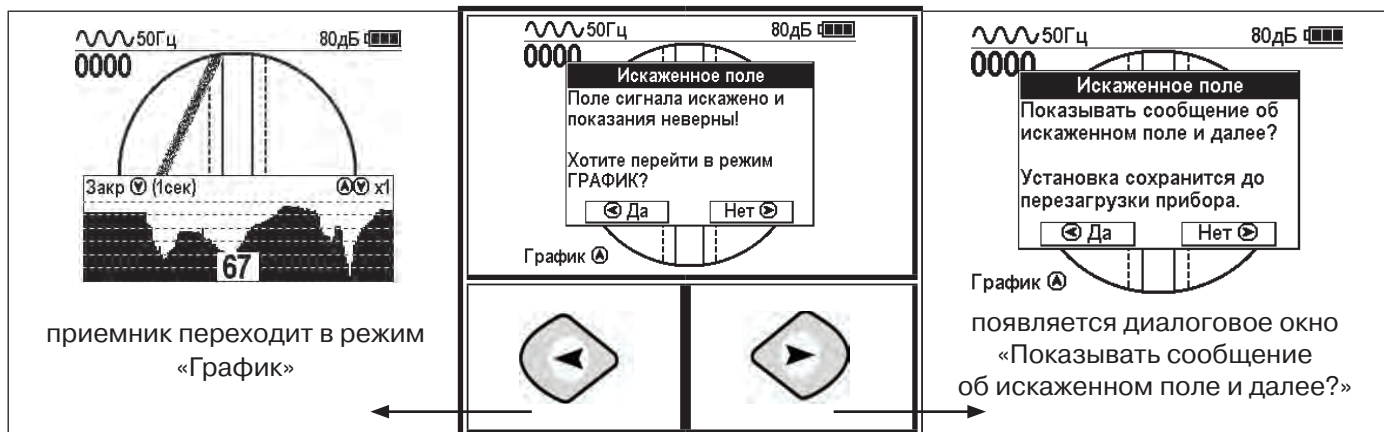 50Гц 80дБ
0000
Закр (1сек) x1
67
приемник переходит в режим
«График»
50Гц 80дБ
0000
Искаженное поле
Поле сигнала искажено и
показания неверны!
Хотите перейти в режим
ГРАФИК?
Да Нет
График
50Гц 80дБ
0000
Искаженное поле
Показывать сообщение об
искаженном поле и далее?
Установка сохранится до
перезагрузки прибора.
Да Нет
График
появляется диалоговое окно
«Показывать сообщение
об искаженном поле и далее?»